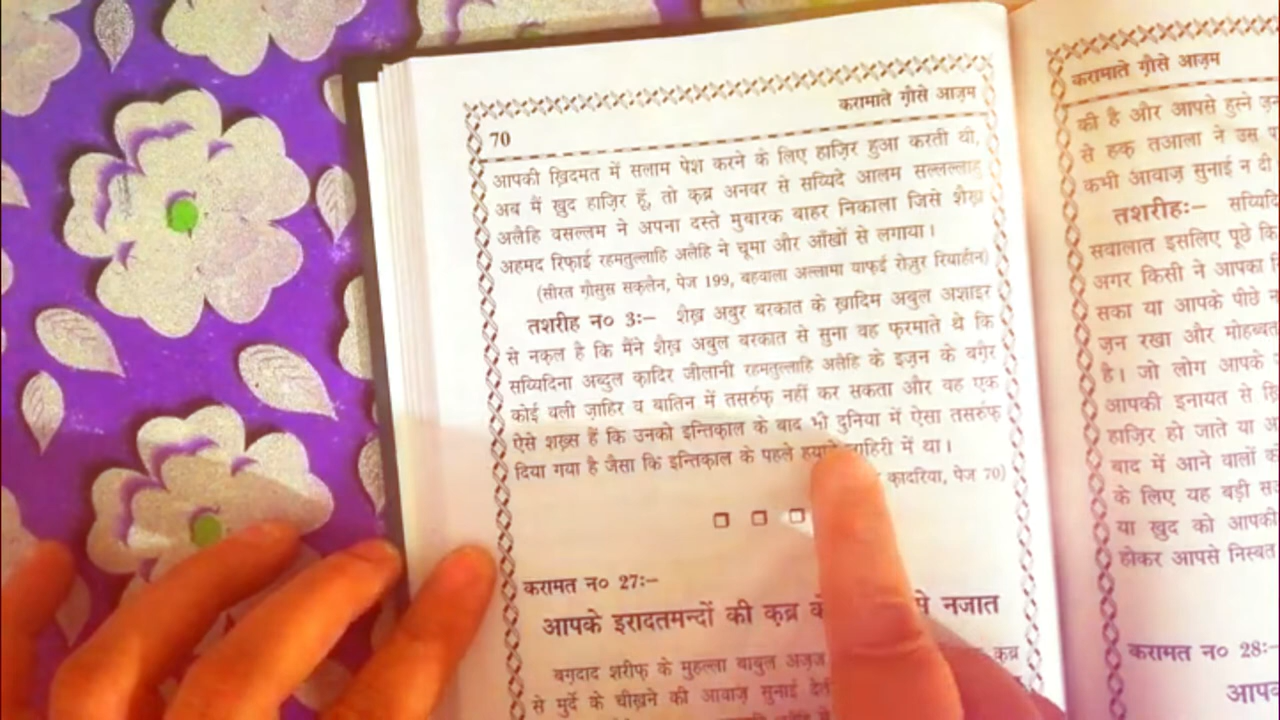 करामाते ग़ौसे आज़म
70
आपकी ख़िदमत में सलाम पेश करने के लिए हाज़िर हुआ करती थी,
अब मैं ख़ुद हाज़िर हूँ, तो क़ब्र अनवर से सय्यिदे आलम सल्लल्लाहु
अलैहि वसल्लम ने अपना दस्ते मुबारक बाहर निकाला जिसे शैख़
अहमद रिफ़ाई रहमतुल्लाहि अलैहि ने चूमा और आँखों से लगाया।
(सीरत ग़ौसुस सक़लैन, पेज 199, बहवाला अल्लामा याफ़ई रोज़ुर रियाहीन)
तशरीह न० 3:– शैख़ अबुर बरकात के ख़ादिम अबुल अशाइर
से नक़ल है कि मैंने शैख़ अबुल बरकात से सुना वह फ़रमाते थे कि
सय्यिदिना अब्दुल क़ादिर जीलानी रहमतुल्लाहि अलैहि के इज़न के बग़ैर
कोई वली ज़ाहिर व बातिन में तसर्रुफ़ नहीं कर सकता और वह एक
ऐसे शख़्स हैं कि उनको इन्तिक़ाल के बाद भी दुनिया में ऐसा तसर्रुफ़
दिया गया है जैसा कि इन्तिक़ाल के पहले में था।
क़ादरिया, पेज 70)
करामत न० 27:–
आपके इरादतमन्दों की क़ब्र से नजात
बग़दाद शरीफ़ के मुहल्ला बाबुल अज़ज क़ब्र
से मुर्दे के चीख़ने की आवाज़ सुनाई
करामाते ग़ौसे आज़म
की है और आपसे हुस्ने
से हक़ तआला ने उस
कभी आवाज़ सुनाई न दी
तशरीहः–
सवालात इसलिए पूछे कि
अगर किसी ने आपका
सका या आपके पीछे
ज़न रखा और मोहब्बत
है। जो लोग आपके
आपकी इनायत से
हाज़िर हो जाते या
बाद में आने वालों
के लिए यह बड़ी
या ख़ुद को आपकी
होकर आपसे निस्बत
करामत न० 28:–